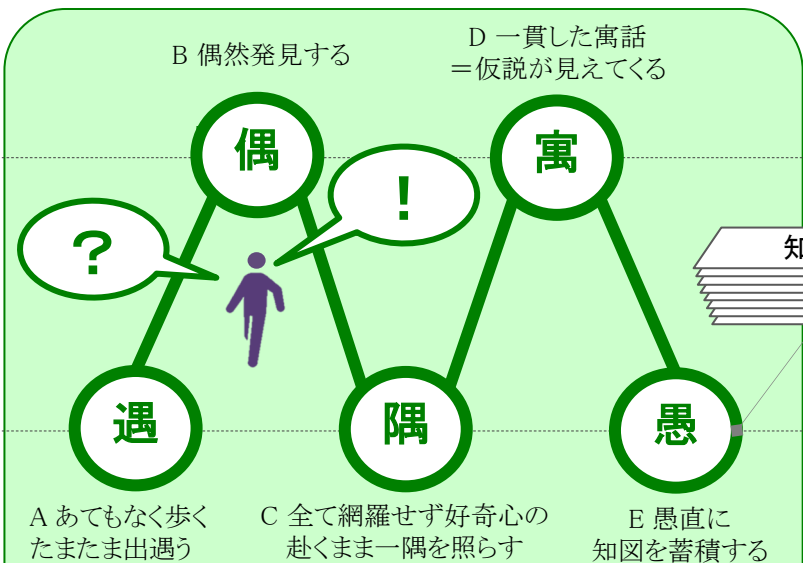 B 偶然発見する
D 一貫した寓話
＝仮説が見えてくる
偶
寓
？
！
知
遇
隅
愚
A あてもなく歩く
たまたま出遇う
C 全て網羅せず好奇心の
赴くまま一隅を照らす
E 愚直に
知図を蓄積する